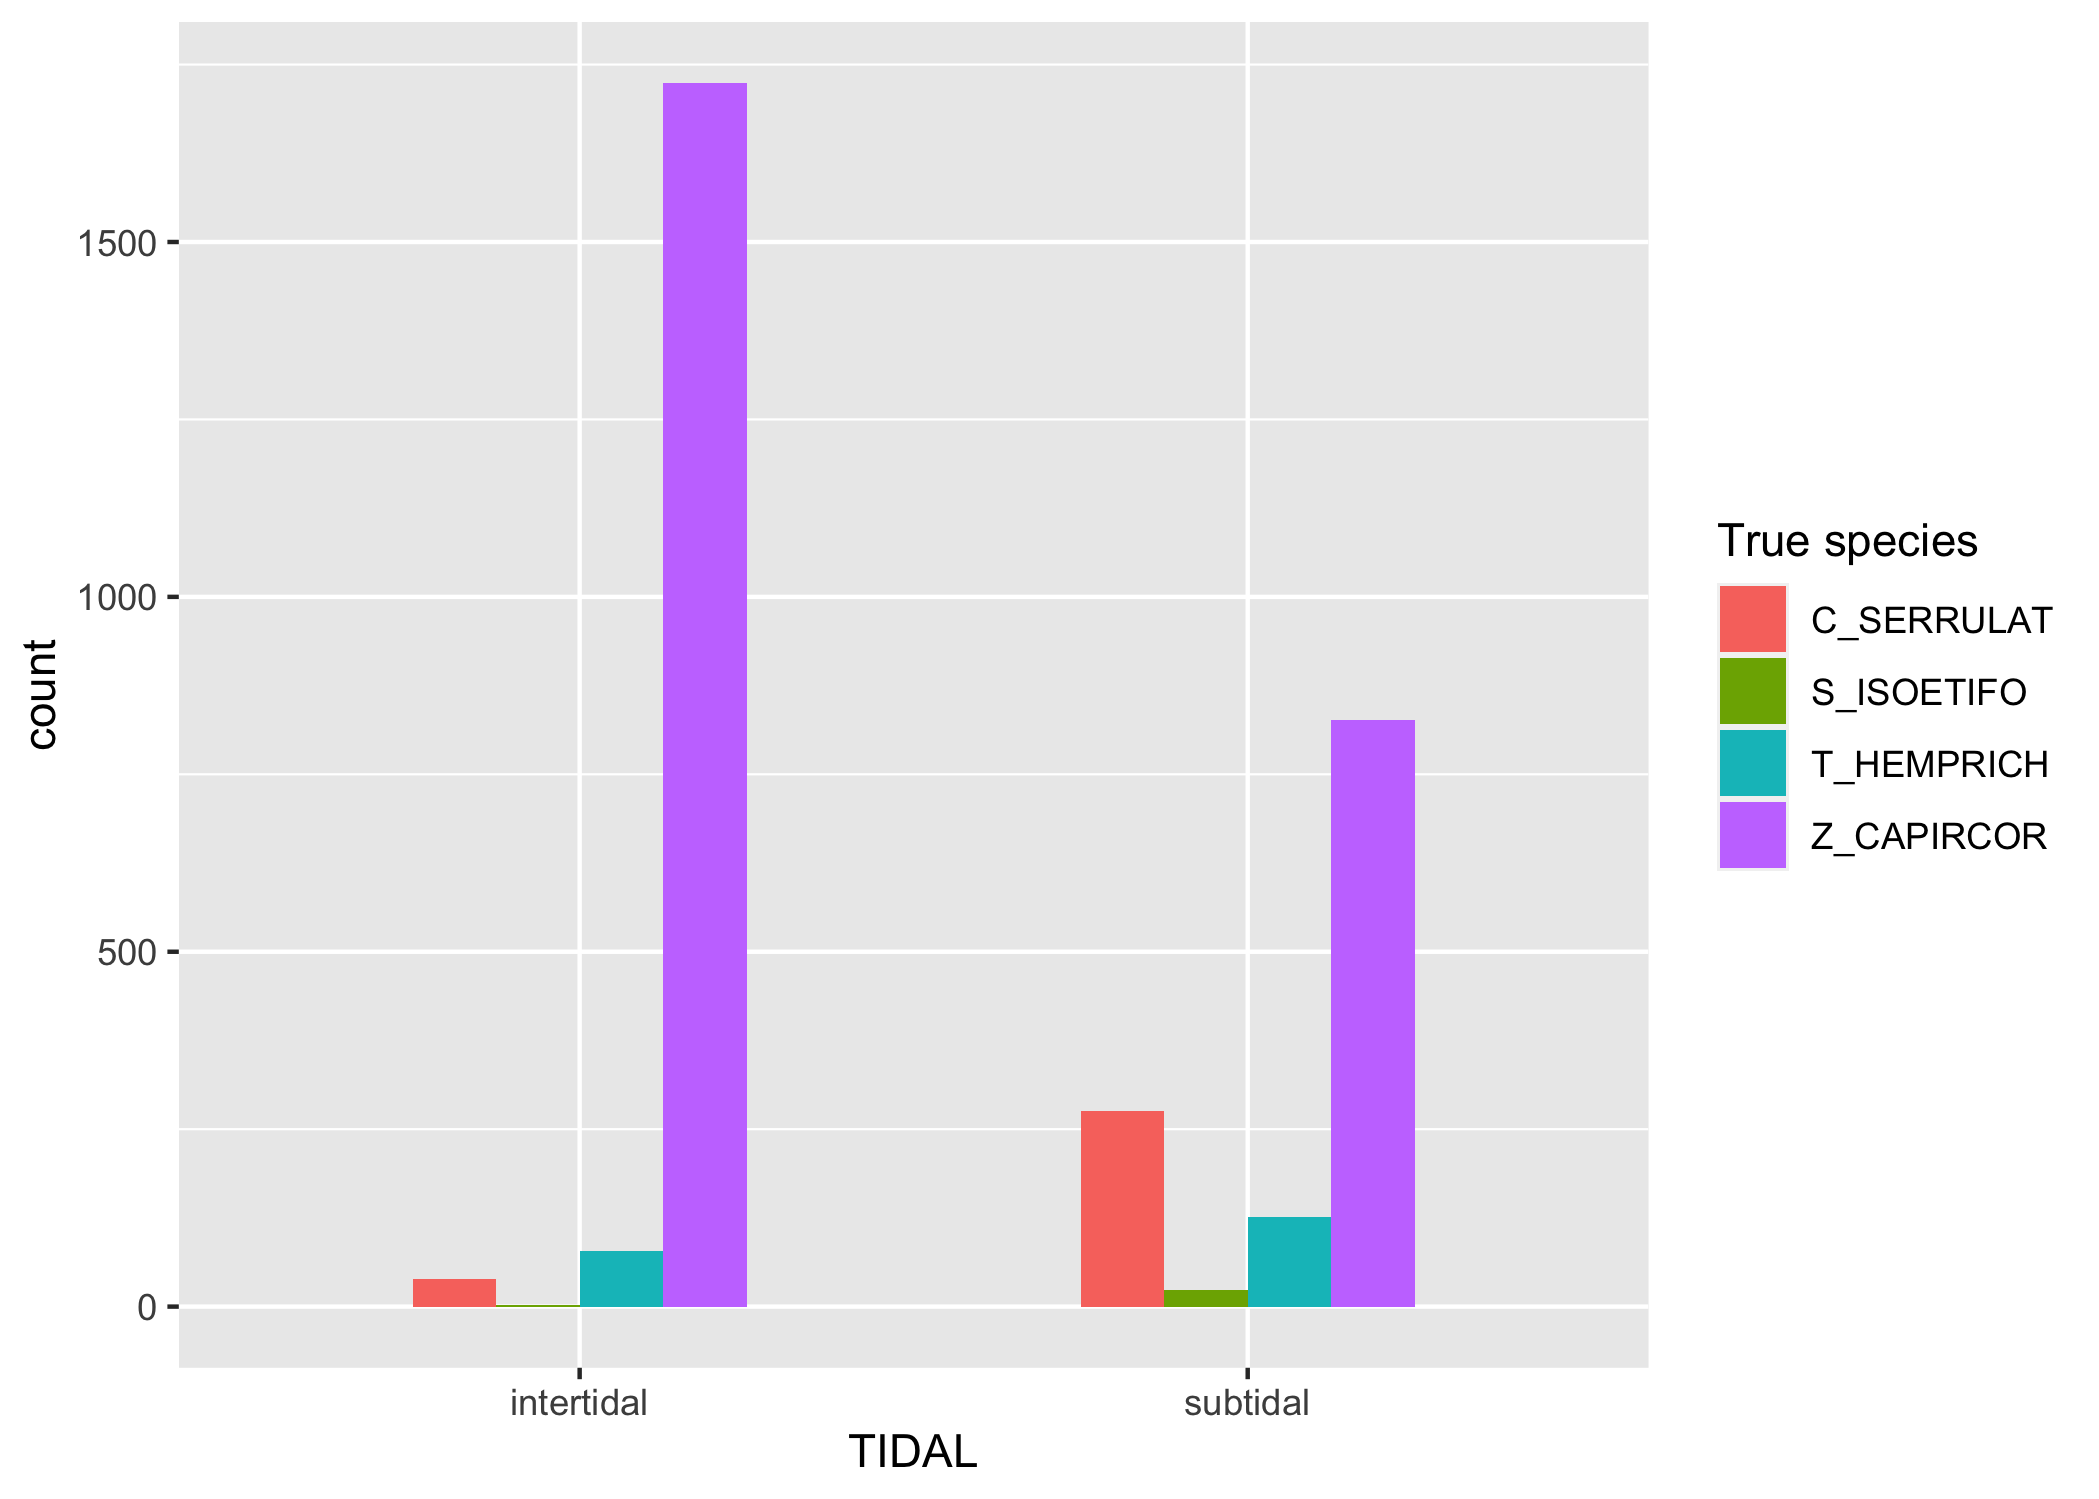 1500
1000
500
0
count
intertidal
subtidal
TIDAL
True species
C_SERRULAT
S_ISOETIFO
T_HEMPRICH
Z_CAPIRCOR